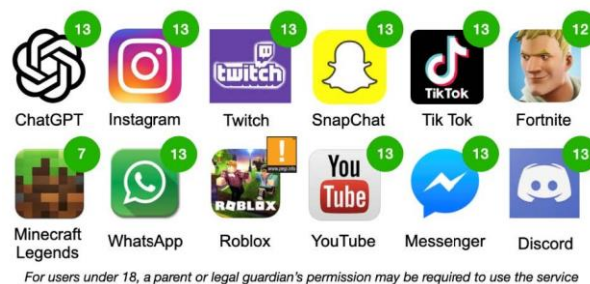 13 13 13 13 13 12
twitch
TikTok
ChatGPT Instagram Twitch SnapChat Tik Tok Fortnite
7 13 ! 13 13 13
ROBLOX
You
Tube
Minecraft
Legends
WhatsApp Roblox YouTube Messenger Discord
For users under 18, a parent or legal guardian's permission may be required to use the service